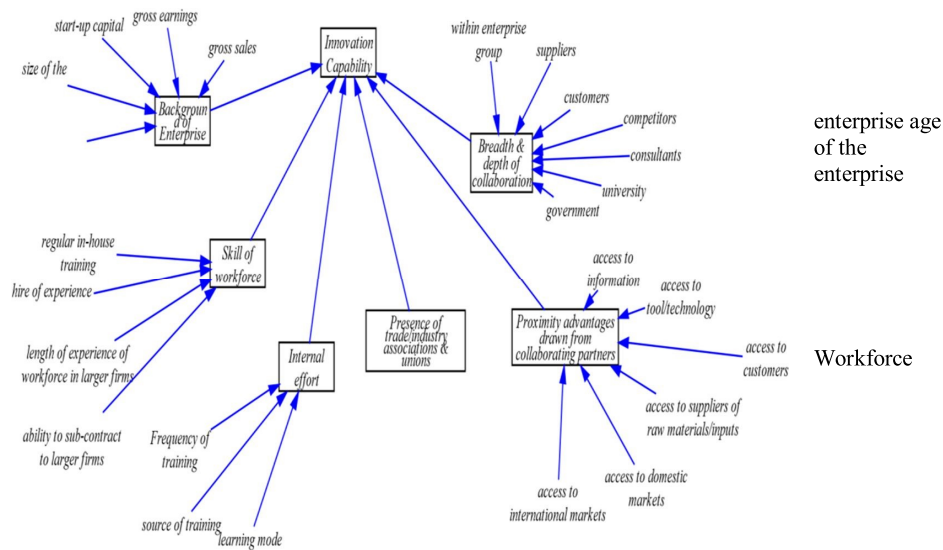 gross earnings
start-up capital
gross sales
size of the
Backgroun
d of
Enterprise
Innovation
Capability
within enterprise
group
suppliers
customers
competitors
consultants
university
government
Breadth &
depth of
collaboration
enterprise age
of the
enterprise
regular in-house
training
hire of experience
length of experience of
workforce in larger firms
ability to sub-contract
to larger firms
Skill of
workforce
Internal
effort
Frequency of
training
source of training
learning mode
Presence of
trade/industry
associations &
unions
access to
information
access to
tool/technology
Proximity advantages
drawn from
collaborating partners
access to
customers
access to suppliers of
raw materials/inputs
access to domestic
markets
access to
international markets
Workforce